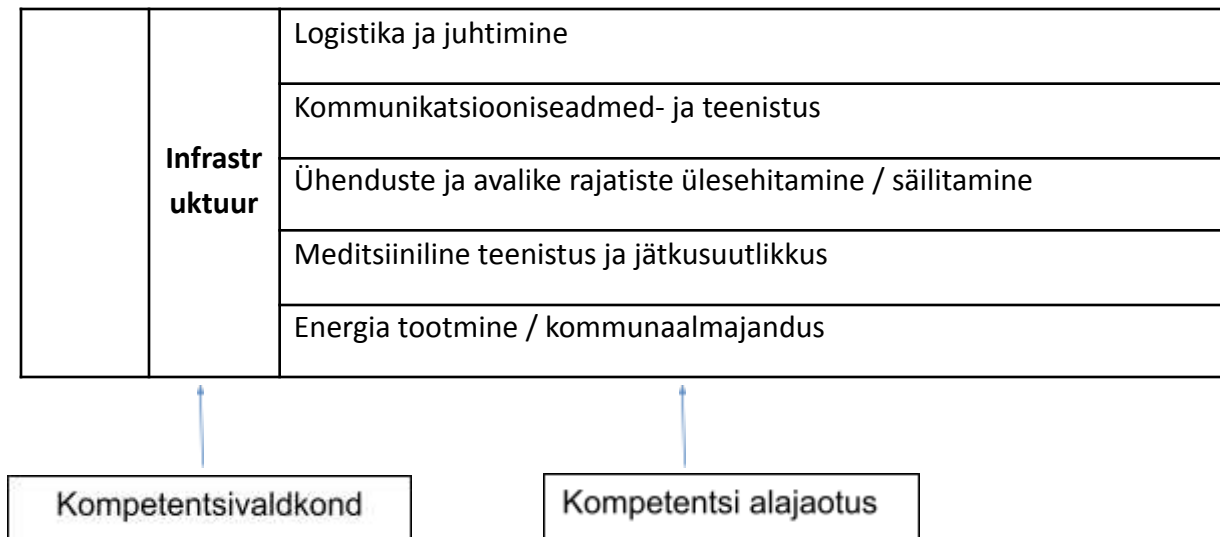 Logistika ja juhtimine
Kommunikatsiooniseadmed- ja teenistus
Infrastr
uktuur
Ühenduste ja avalike rajatiste ülesehitamine / säilitamine
Meditsiiniline teenistus ja jätkusuutlikkus
Energia tootmine / kommunaalmajandus
Kompetentsivaldkond
Kompetentsi alajaotus